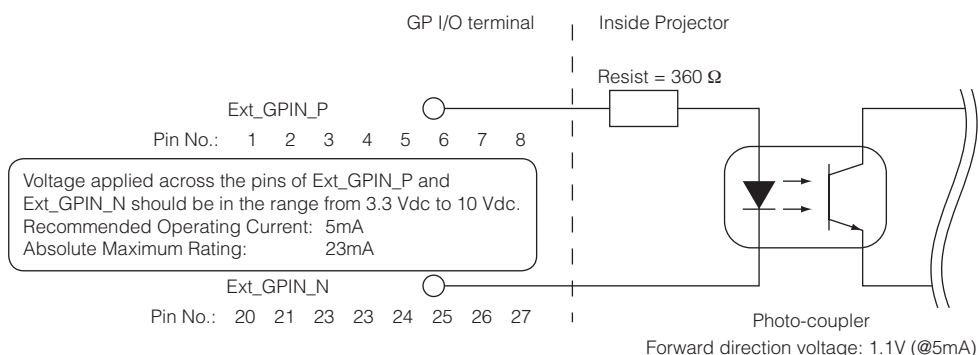 GP I/O terminal
Inside Projector
Resist = 360 Ω
Ext_GPIN_P
Pin No.: 1 2 3 4 5 6 7 8
Voltage applied across the pins of Ext_GPIN_P and
Ext_GPIN_N should be in the range from 3.3 Vdc to 10 Vdc.
Recommended Operating Current: 5mA
Absolute Maximum Rating: 23mA
Ext_GPIN_N
Pin No.: 20 21 23 23 24 25 26 27
Photo-coupler
Forward direction voltage: 1.1V (@5mA)